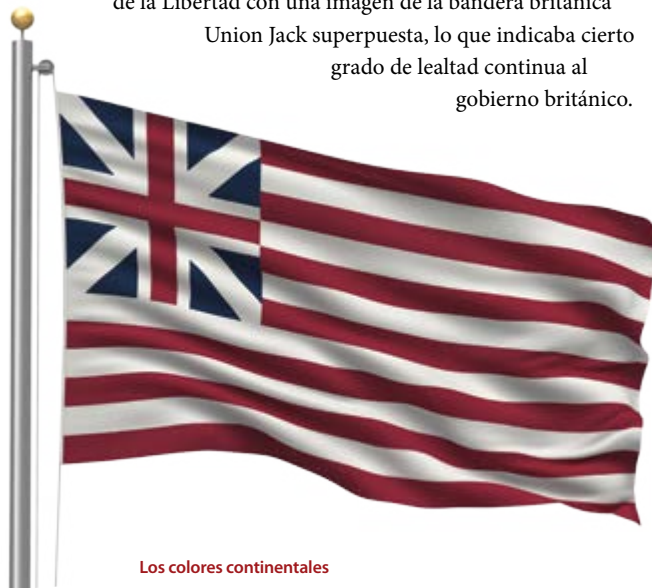 de la Libertad con una imagen de la bandera británica
Union Jack superpuesta, lo que indicaba cierto
grado de lealtad continua al
gobierno británico.
Los colores continentales